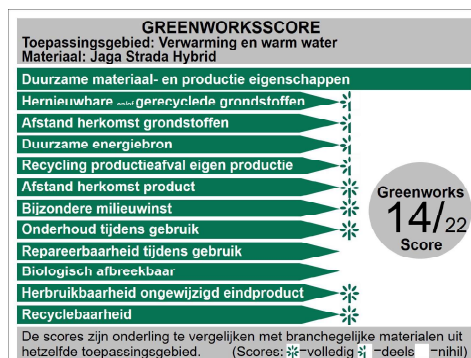 GREENWORKSSCORE
Toepassingsgebied: Verwarming en warm water
Materiaal: Jaga Strada Hybrid
Duurzame materiaal- en productie eigenschappen
Hernieuwbare en/of gerecyclede grondstoffen
Afstand herkomst grondstoffen
Duurzame energiebron
Recycling productieafval eigen productie
Afstand herkomst product
Bijzondere milieuwinst
Onderhoud tijdens gebruik
Repareerbaarheid tijdens gebruik
Biologisch afbreekbaar
Herbruikbaarheid ongewijzigd eindproduct
Recyclebaarheid
Greenworks
14/22
Score
De scores zijn onderling te vergelijken met branchegelijke materialen uit
hetzelfde toepassingsgebied. (Scores: =volledig =deels =nihil)